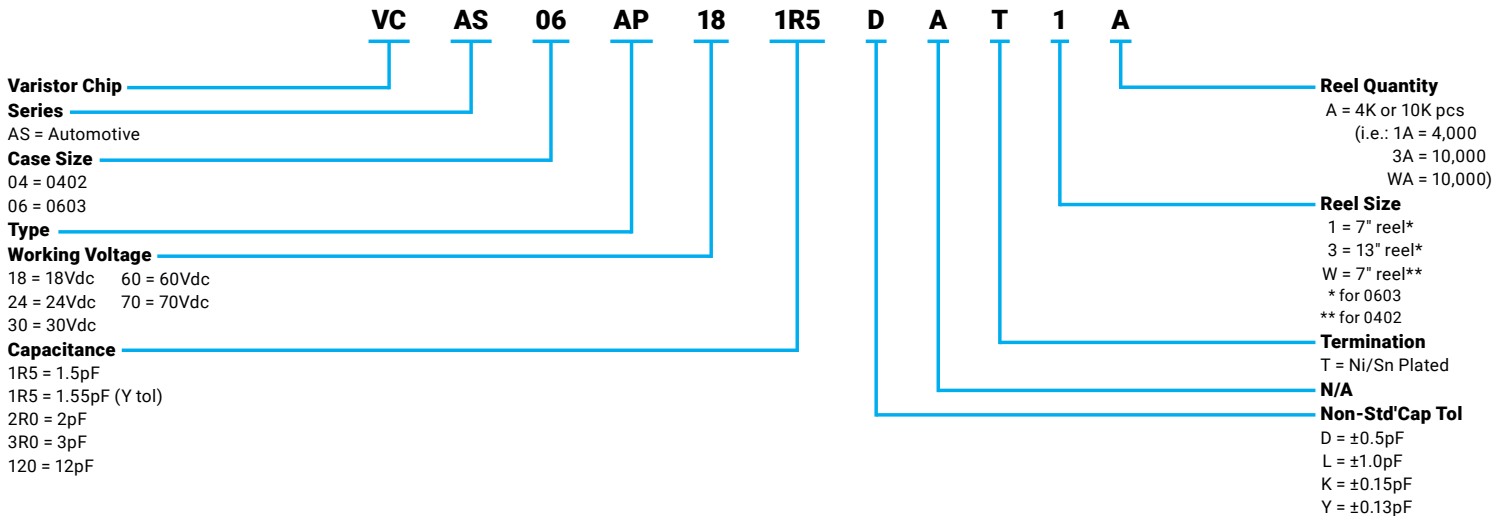 VC AS 06 AP 18 1R5 D A T 1 A
Varistor Chip
Series
AS = Automotive
Case Size
04 = 0402
06 = 0603
Type
Working Voltage
18 = 18Vdc 60 = 60Vdc
24 = 24Vdc 70 = 70Vdc
30 = 30Vdc
Capacitance
1R5 = 1.5pF
1R5 = 1.55pF (Y tol)
2R0 = 2pF
3R0 = 3pF
120 = 12pF
Reel Quantity
A = 4K or 10K pcs
(i.e.: 1A = 4,000
3A = 10,000
WA = 10,000)
Reel Size
1 = 7" reel*
3 = 13" reel*
W = 7" reel**
* for 0603
** for 0402
Termination
T = Ni/Sn Plated
N/A
Non-Std'Cap Tol
D = ±0.5pF
L = ±1.0pF
K = ±0.15pF
Y = ±0.13pF